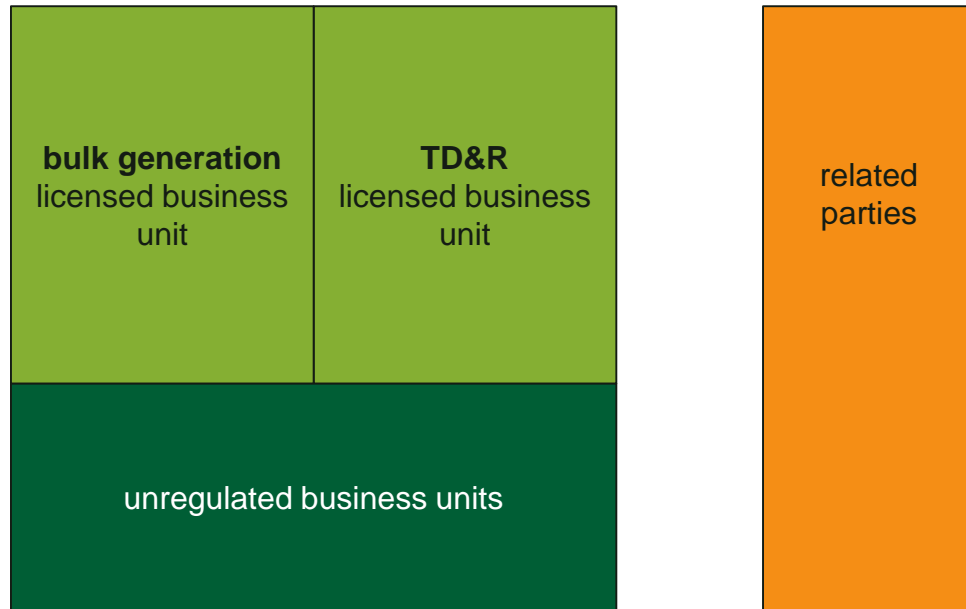 bulk generation
licensed business
unit
TD&R
licensed business
unit
related
parties
unregulated business units